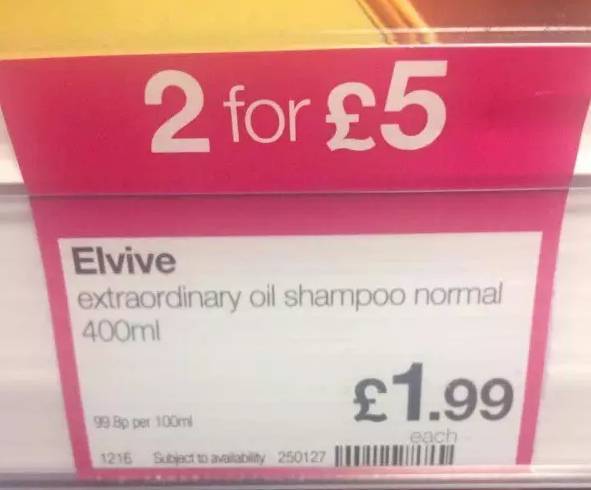 2 for £5
Elvive
extraordinary oil shampoo normal
400ml
£1.99
each
99.8p per 100ml
1216 Subject to availability 250127